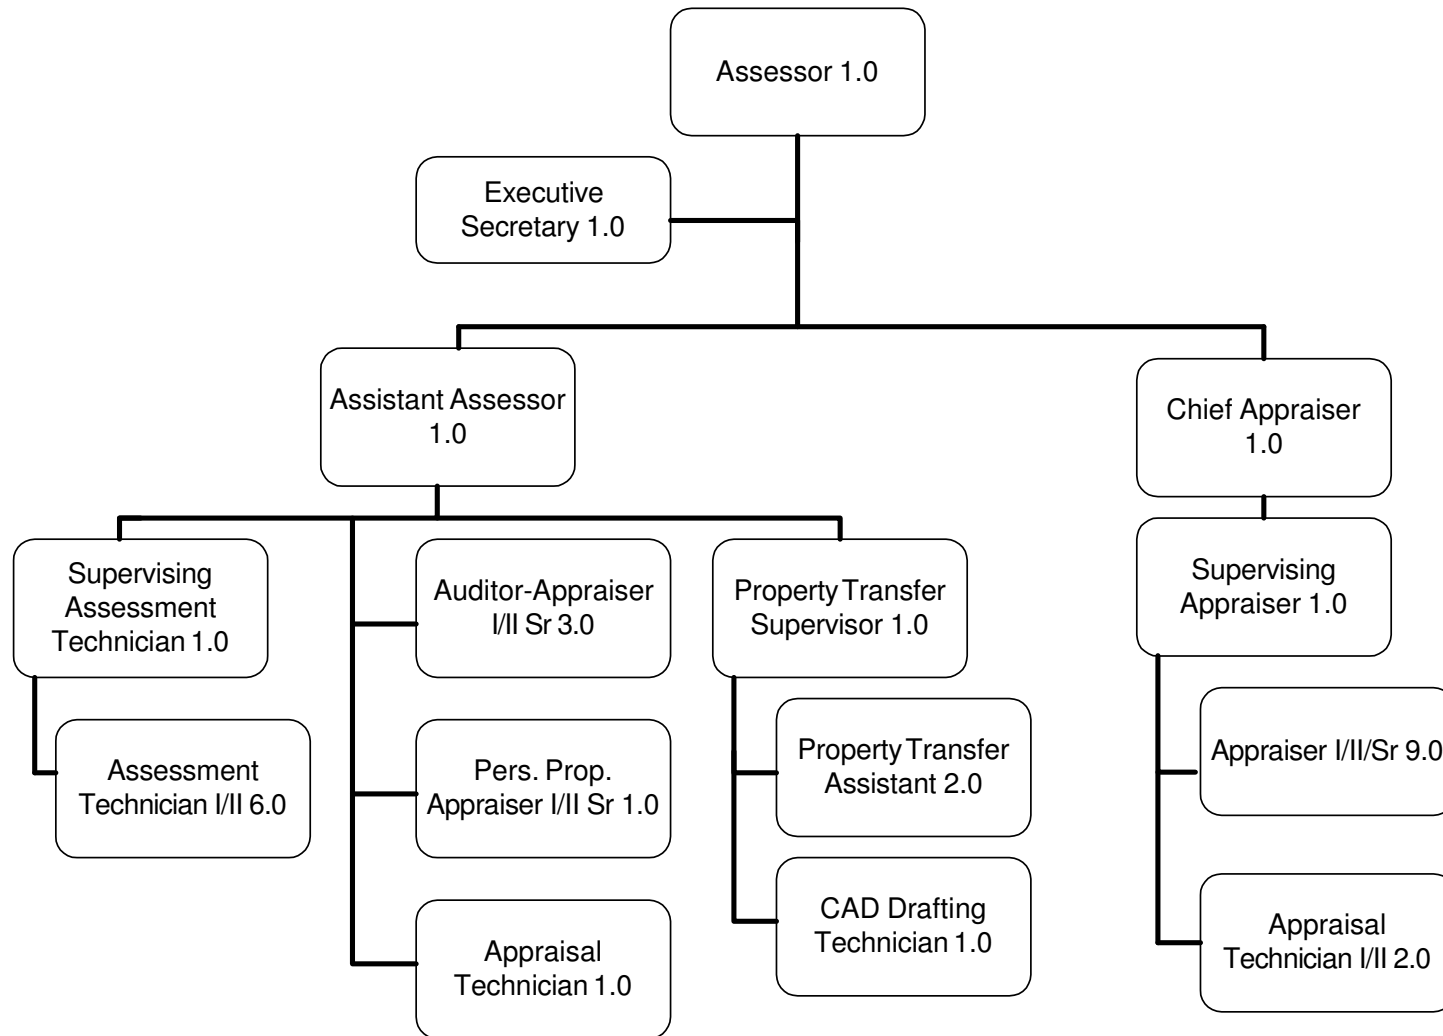 Assessor 1.0
Executive
Secretary 1.0
Assistant Assessor
1.0
Chief Appraiser
1.0
Supervising
Assessment
Technician 1.0
Auditor-Appraiser
I/II Sr 3.0
Property Transfer
Supervisor 1.0
Supervising
Appraiser 1.0
Assessment
Technician I/II 6.0
Pers. Prop.
Appraiser I/II Sr 1.0
Property Transfer
Assistant 2.0
Appraiser I/II/Sr 9.0
Appraisal
Technician 1.0
CAD Drafting
Technician 1.0
Appraisal
Technician I/II 2.0